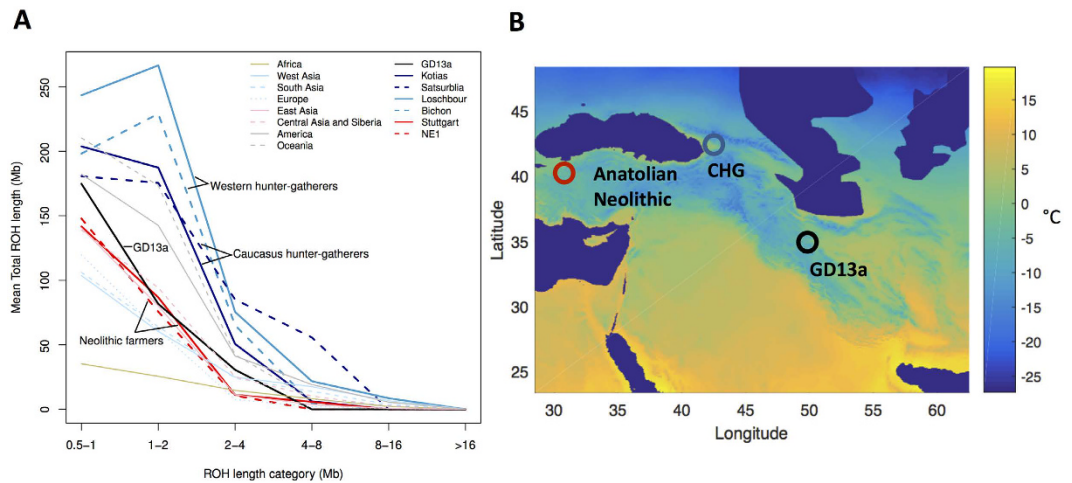 A
Mean Total ROH length (Mb)
250
200
150
100
50
0
0.5–1
1–2
2–4
4–8
8–16
>16
ROH length category (Mb)
Africa
West Asia
South Asia
Europe
East Asia
Central Asia and Siberia
America
Oceania
GD13a
Kotias
Satsurblia
Loschbour
Bichon
Stuttgart
NE1
Western hunter-gatherers
GD13a
Caucasus hunter-gatherers
Neolithic farmers
B
Latitude
45
40
35
30
25
30
35
40
45
50
55
60
Longitude
Anatolian
Neolithic
CHG
GD13a
15
10
5
0
-5
-10
-15
-20
-25
°C